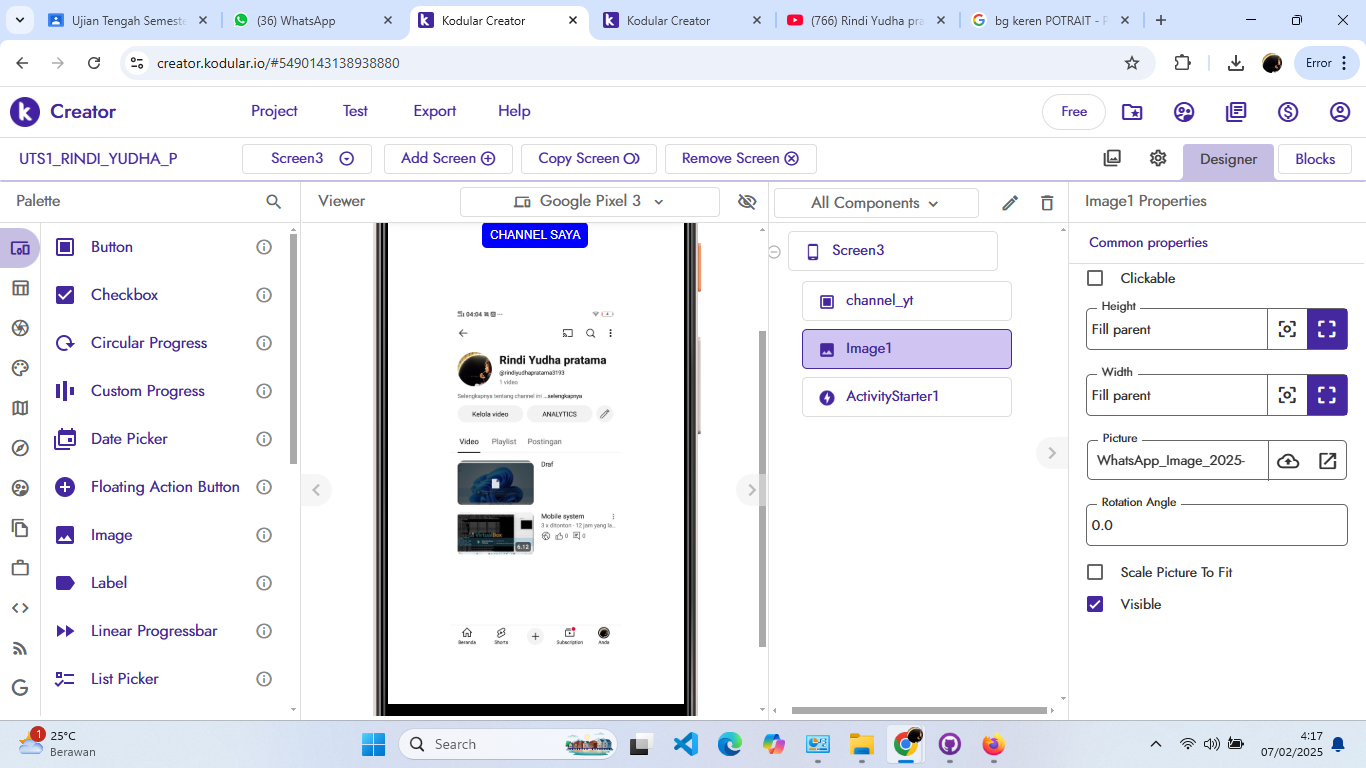 Ujian Tengah Semeste
(36) WhatsApp
Kodular Creator
Kodular Creator
(766) Rindi Yudha pra
bg keren POTRAIT - P
creator.kodular.io/#5490143138938880
Error
Creator
Project
Test
Export
Help
Free
UTS1_RINDI_YUDHA_P
Screen3
Add Screen
Copy Screen
Remove Screen
Designer
Blocks
Palette
Viewer
Google Pixel 3
All Components
Image1 Properties
Button
Checkbox
Circular Progress
Custom Progress
Date Picker
Floating Action Button
Image
Label
Linear Progressbar
List Picker
CHANNEL SAYA
04:04
Rindi Yudha pratama
@rindiyudhapratama3193
1 video
Selengkapnya tentang channel ini ...selengkapnya
Kelola video
ANALYTICS
Video
Playlist
Postingan
Draf
Mobile system
3 x ditonton · 12 jam yang la...
VirtualBox
6.12
0
0
Beranda
Shorts
Subscription
Anda
Screen3
channel_yt
Image1
ActivityStarter1
Common properties
Clickable
Height
Fill parent
Width
Fill parent
Picture
WhatsApp_Image_2025-
Rotation Angle
0.0
Scale Picture To Fit
Visible
1
25°C
Berawan
Search
4:17
07/02/2025